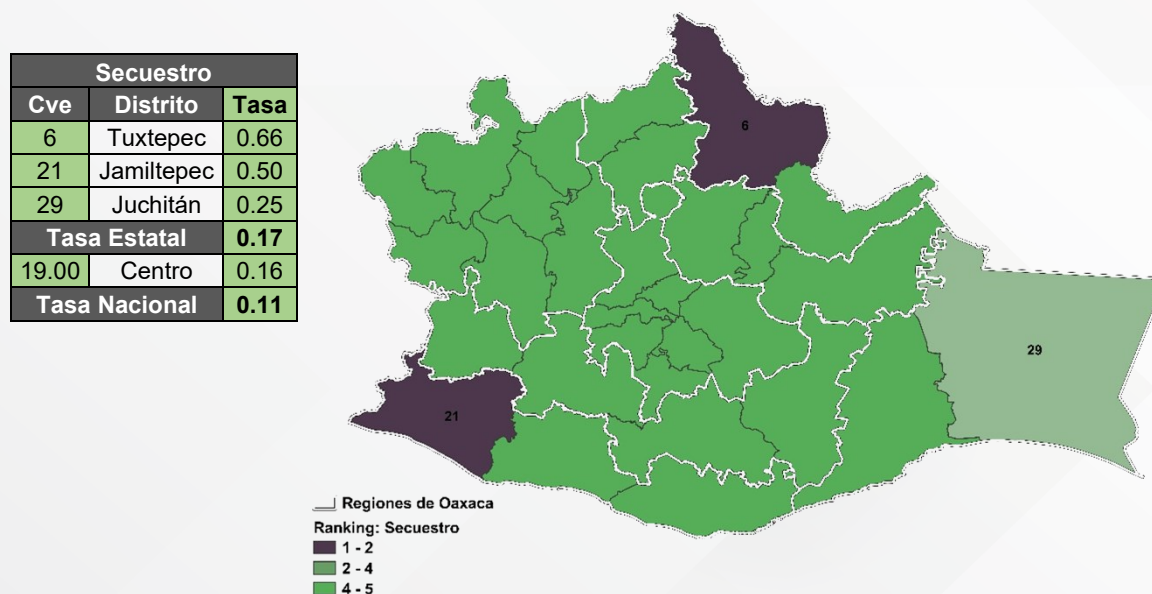 Secuestro
Cve Distrito Tasa
6 Tuxtepec 0.66
21 Jamiltepec 0.50
29 Juchitán 0.25
Tasa Estatal 0.17
19.00 Centro 0.16
Tasa Nacional 0.11
6
29
21
Regiones de Oaxaca
Ranking: Secuestro
1 - 2
2 - 4
4 - 5